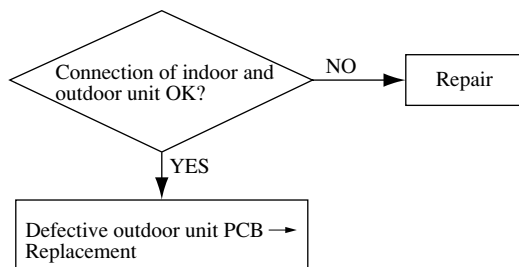 Connection of indoor and
outdoor unit OK?
NO
Repair
YES
Defective outdoor unit PCB →
Replacement